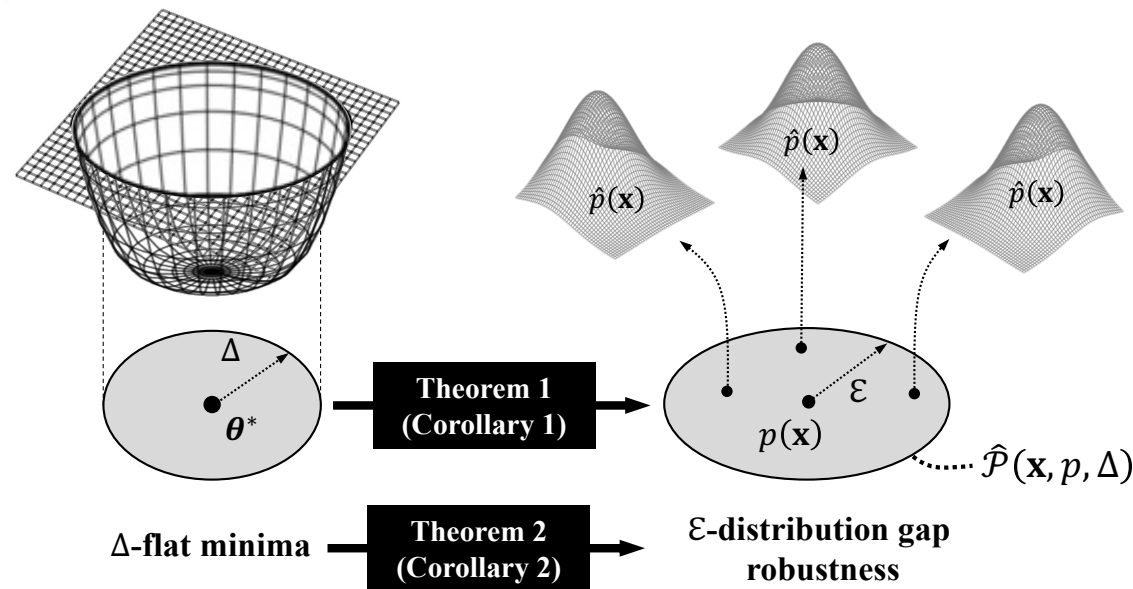 p̂(x)
p̂(x)
p̂(x)
Δ
θ*
Theorem 1
(Corollary 1)
ℇ
p(x)
𝒫̂(x, p, Δ)
Δ-flat minima
Theorem 2
(Corollary 2)
ℇ-distribution gap
robustness